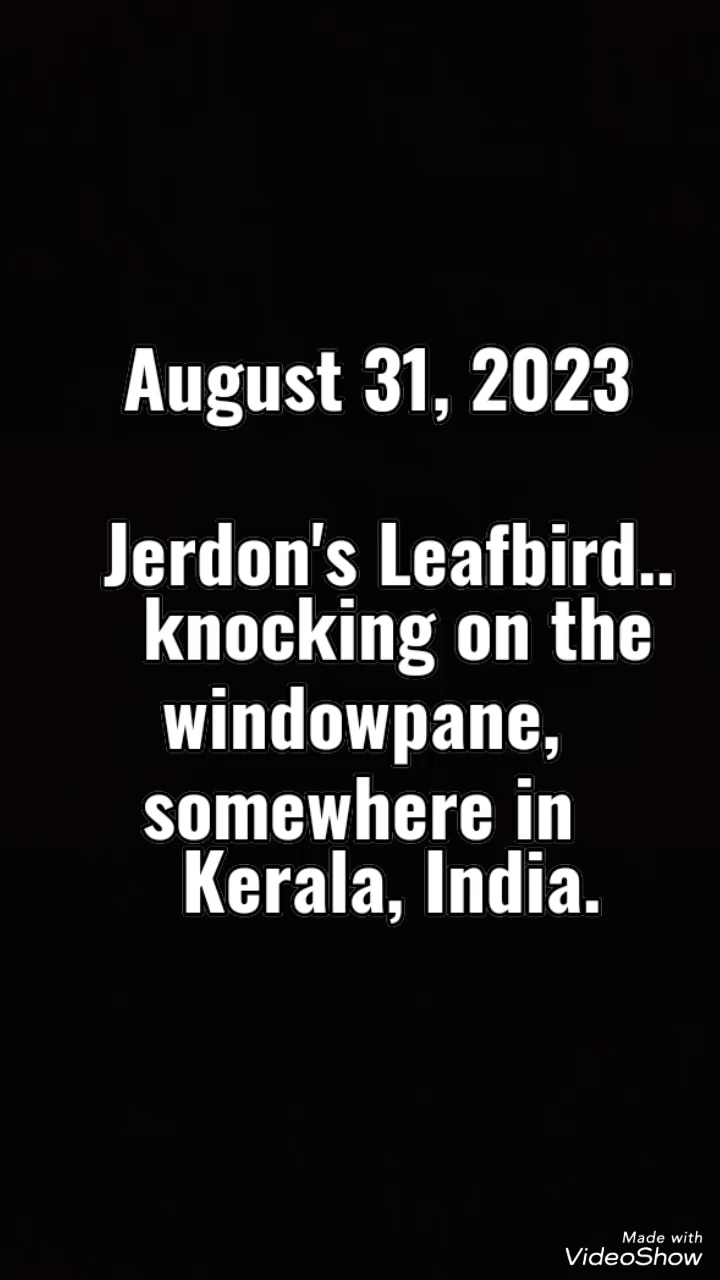 August 31, 2023
Jerdon's Leafbird..
knocking on the
windowpane,
somewhere in
Kerala, India.
Made with
VideoShow